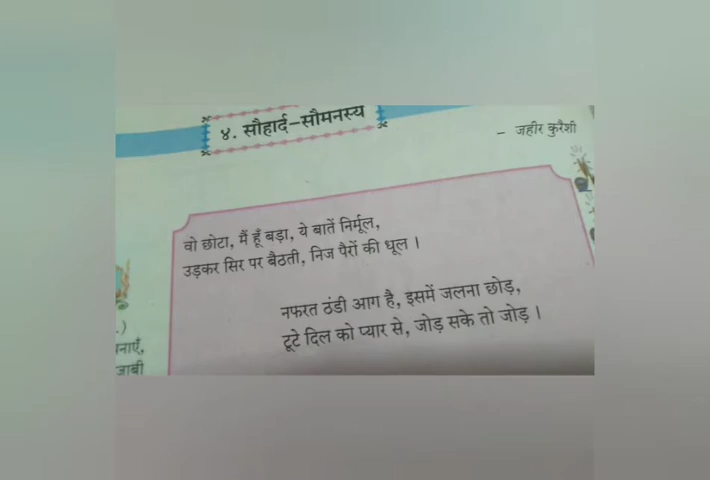 ४. सौहार्द-सौमनस्य
- जहीर कुरैशी
वो छोटा, मैं हूँ बड़ा, ये बातें निर्मूल,
उड़कर सिर पर बैठती, निज पैरों की धूल ।
नफरत ठंडी आग है, इसमें जलना छोड़,
टूटे दिल को प्यार से, जोड़ सके तो जोड़ ।